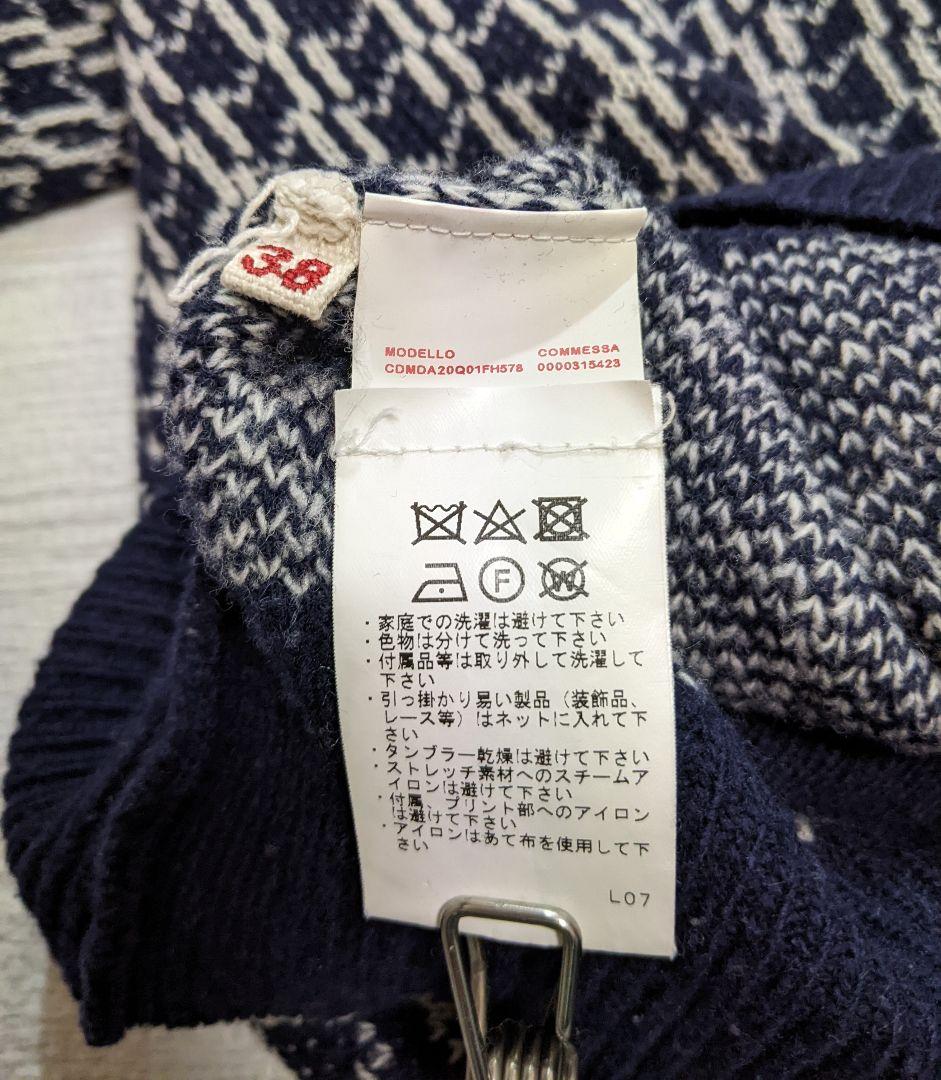 38
MODELLO COMMESSA
CDMDA20Q01FH578 0000315423
F
W
・家庭での洗濯は避けて下さい
・色物は分けて洗って下さい
・付属品等は取り外して洗濯して
下さい
・引っ掛かり易い製品（装飾品、
レース等）はネットに入れて下
さい
・タンブラー乾燥は避けて下さい
・ストレッチ素材へのスチームア
イロンは避けて下さい
・付属、プリント部へのアイロン
は避けて下さい
・アイロンはあて布を使用して下
さい
L07